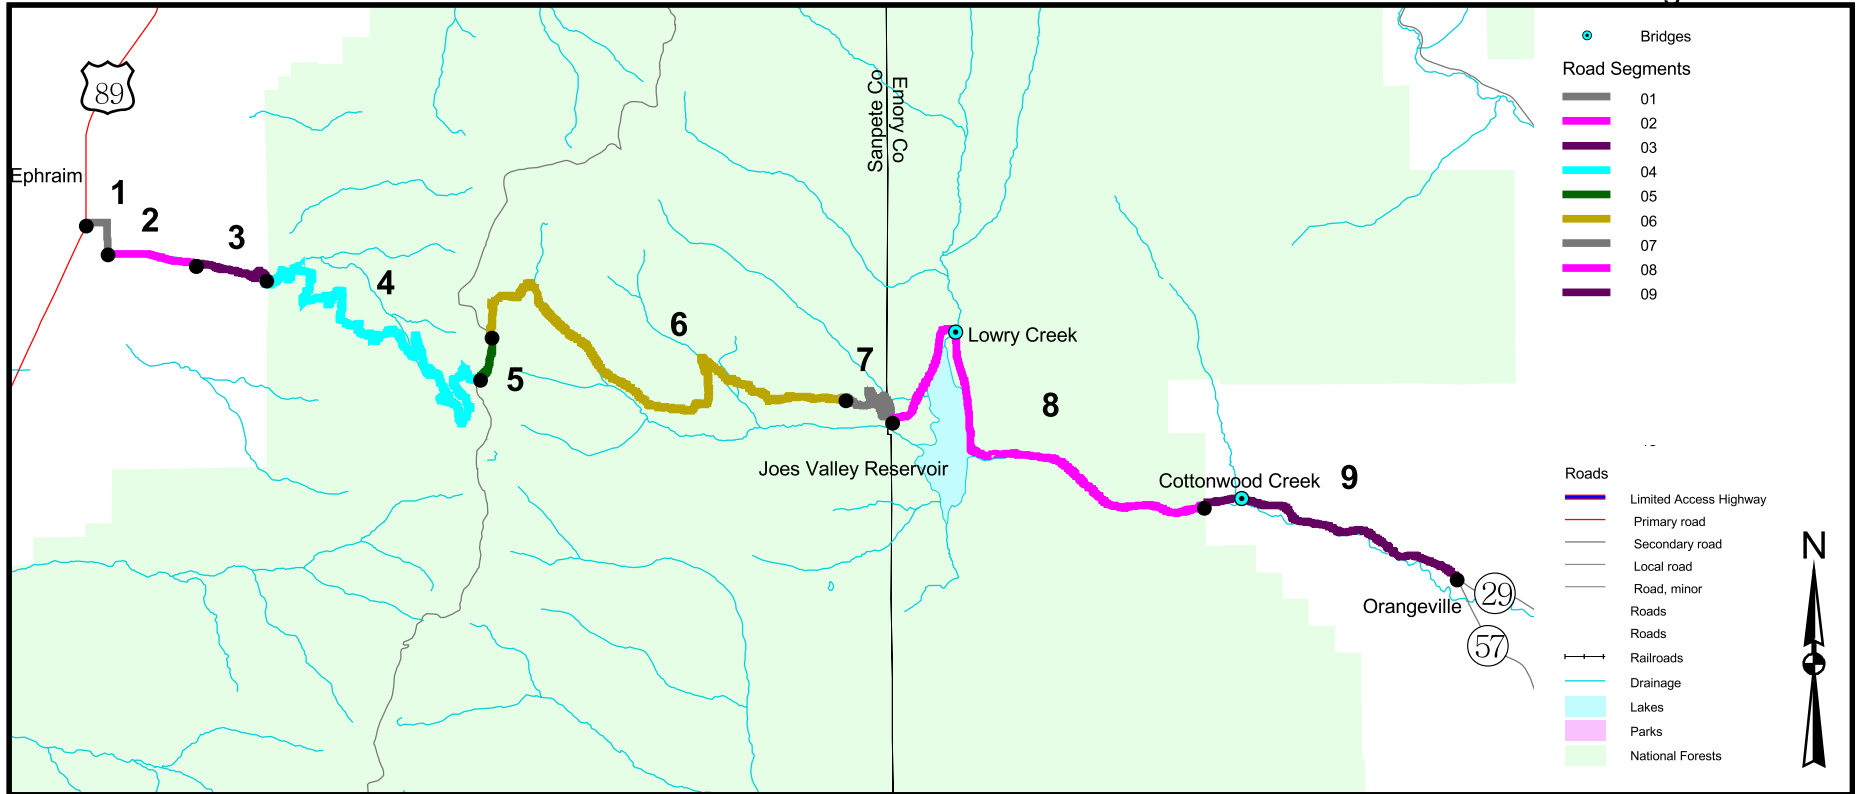 89
Ephraim
1
2
3
4
5
6
7
8
9
Sanpete Co
Emory Co
Lowry Creek
Joes Valley Reservoir
Cottonwood Creek
Orangeville
29
57
Bridges
Road Segments
01
02
03
04
05
06
07
08
09
Roads
Limited Access Highway
Primary road
Secondary road
Local road
Road, minor
Roads
Roads
Railroads
Drainage
Lakes
Parks
National Forests
N